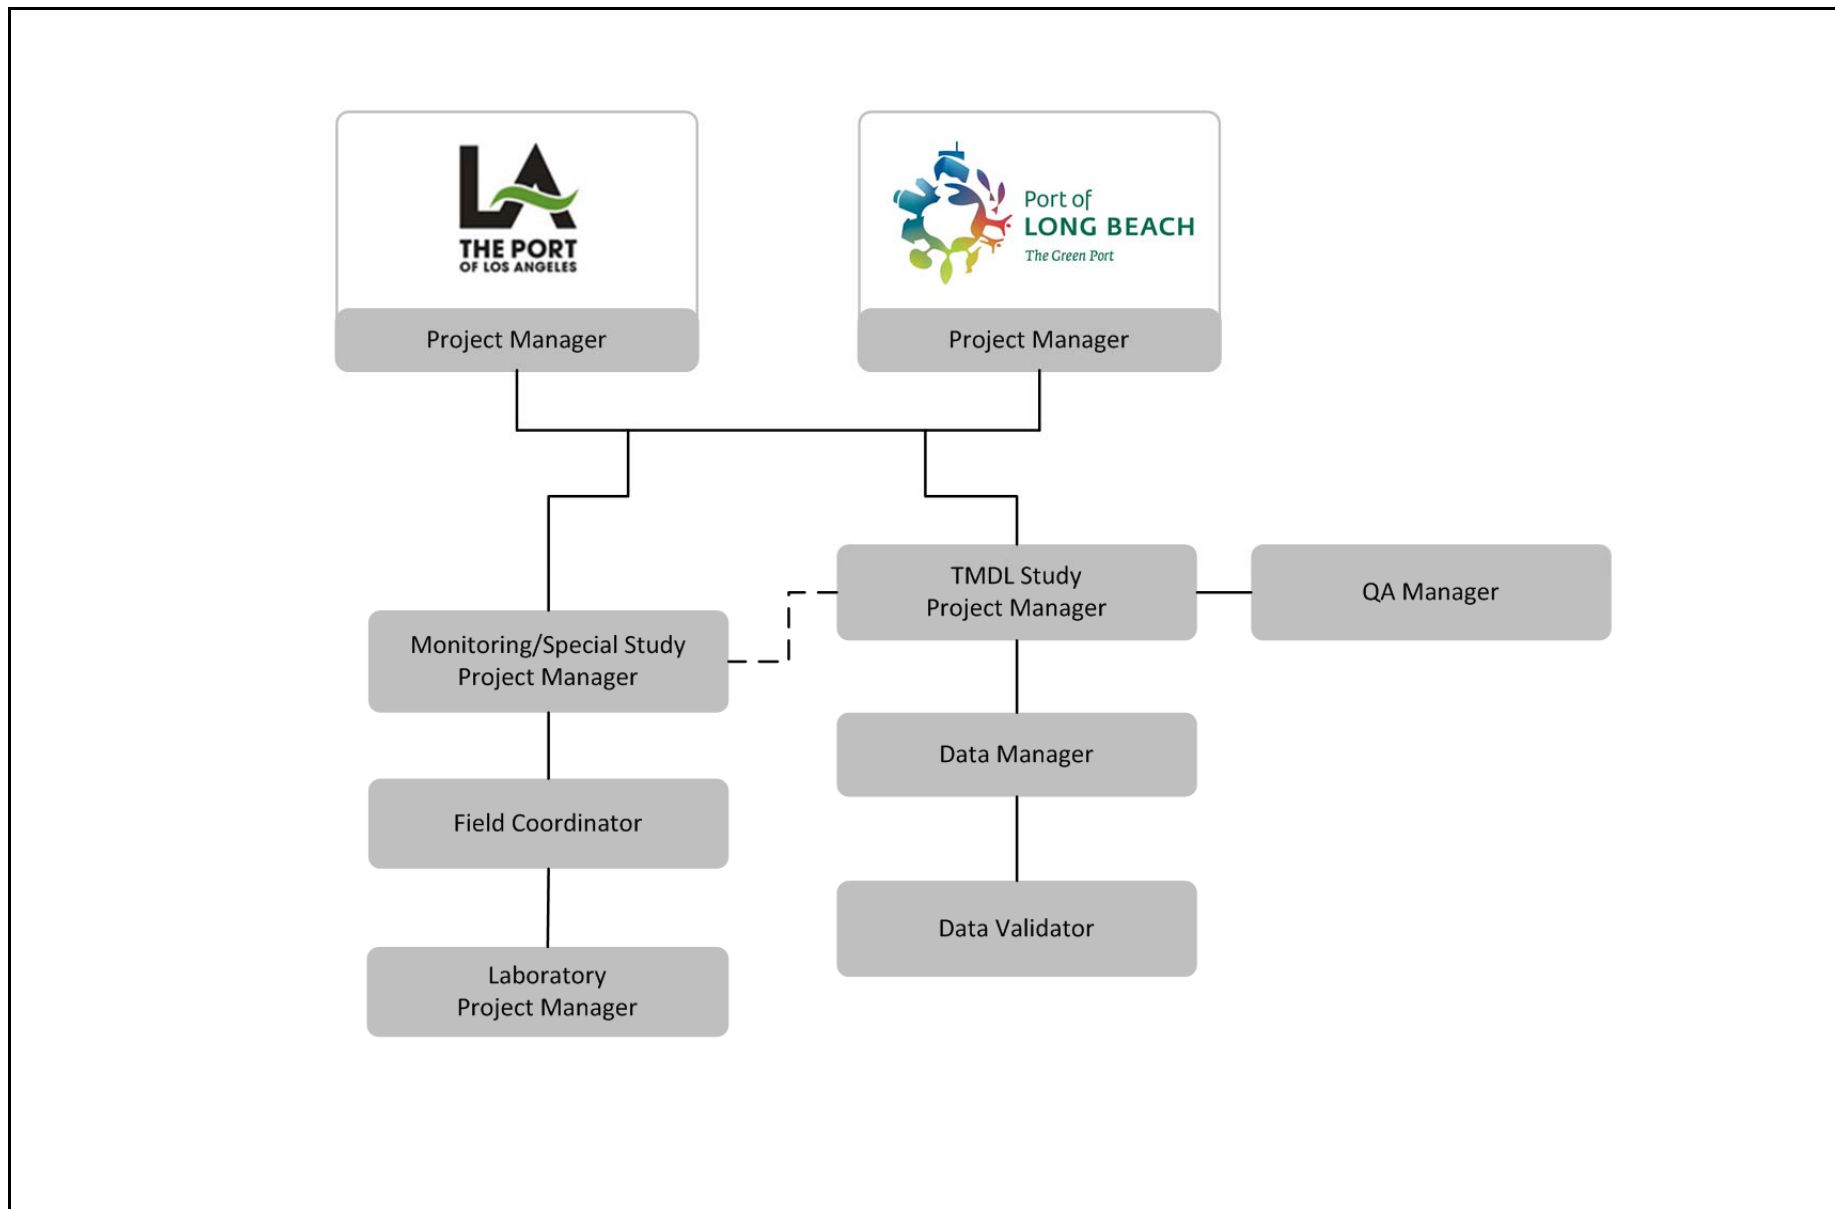 LA
THE PORT
OF LOS ANGELES
Project Manager
Port of
LONG BEACH
The Green Port
Project Manager
TMDL Study
Project Manager
QA Manager
Monitoring/Special Study
Project Manager
Data Manager
Field Coordinator
Data Validator
Laboratory
Project Manager